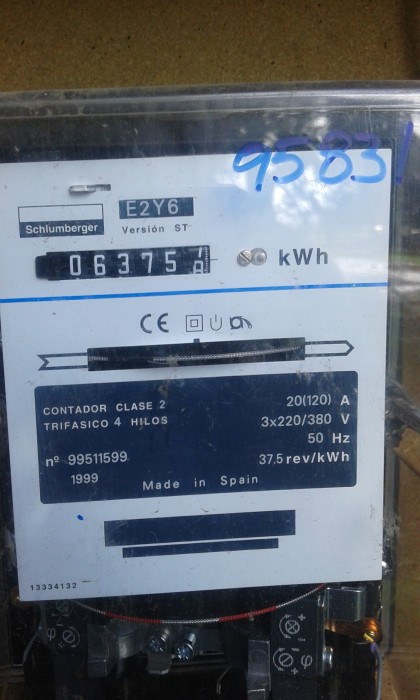 95831
E2Y6
Schlumberger
Versión ST
06375
kWh
CE
CONTADOR CLASE 2
20(120) A
TRIFASICO 4 HILOS
3x220/380 V
50 Hz
nº 99511599
37.5 rev/kWh
1999
Made in Spain
13334132